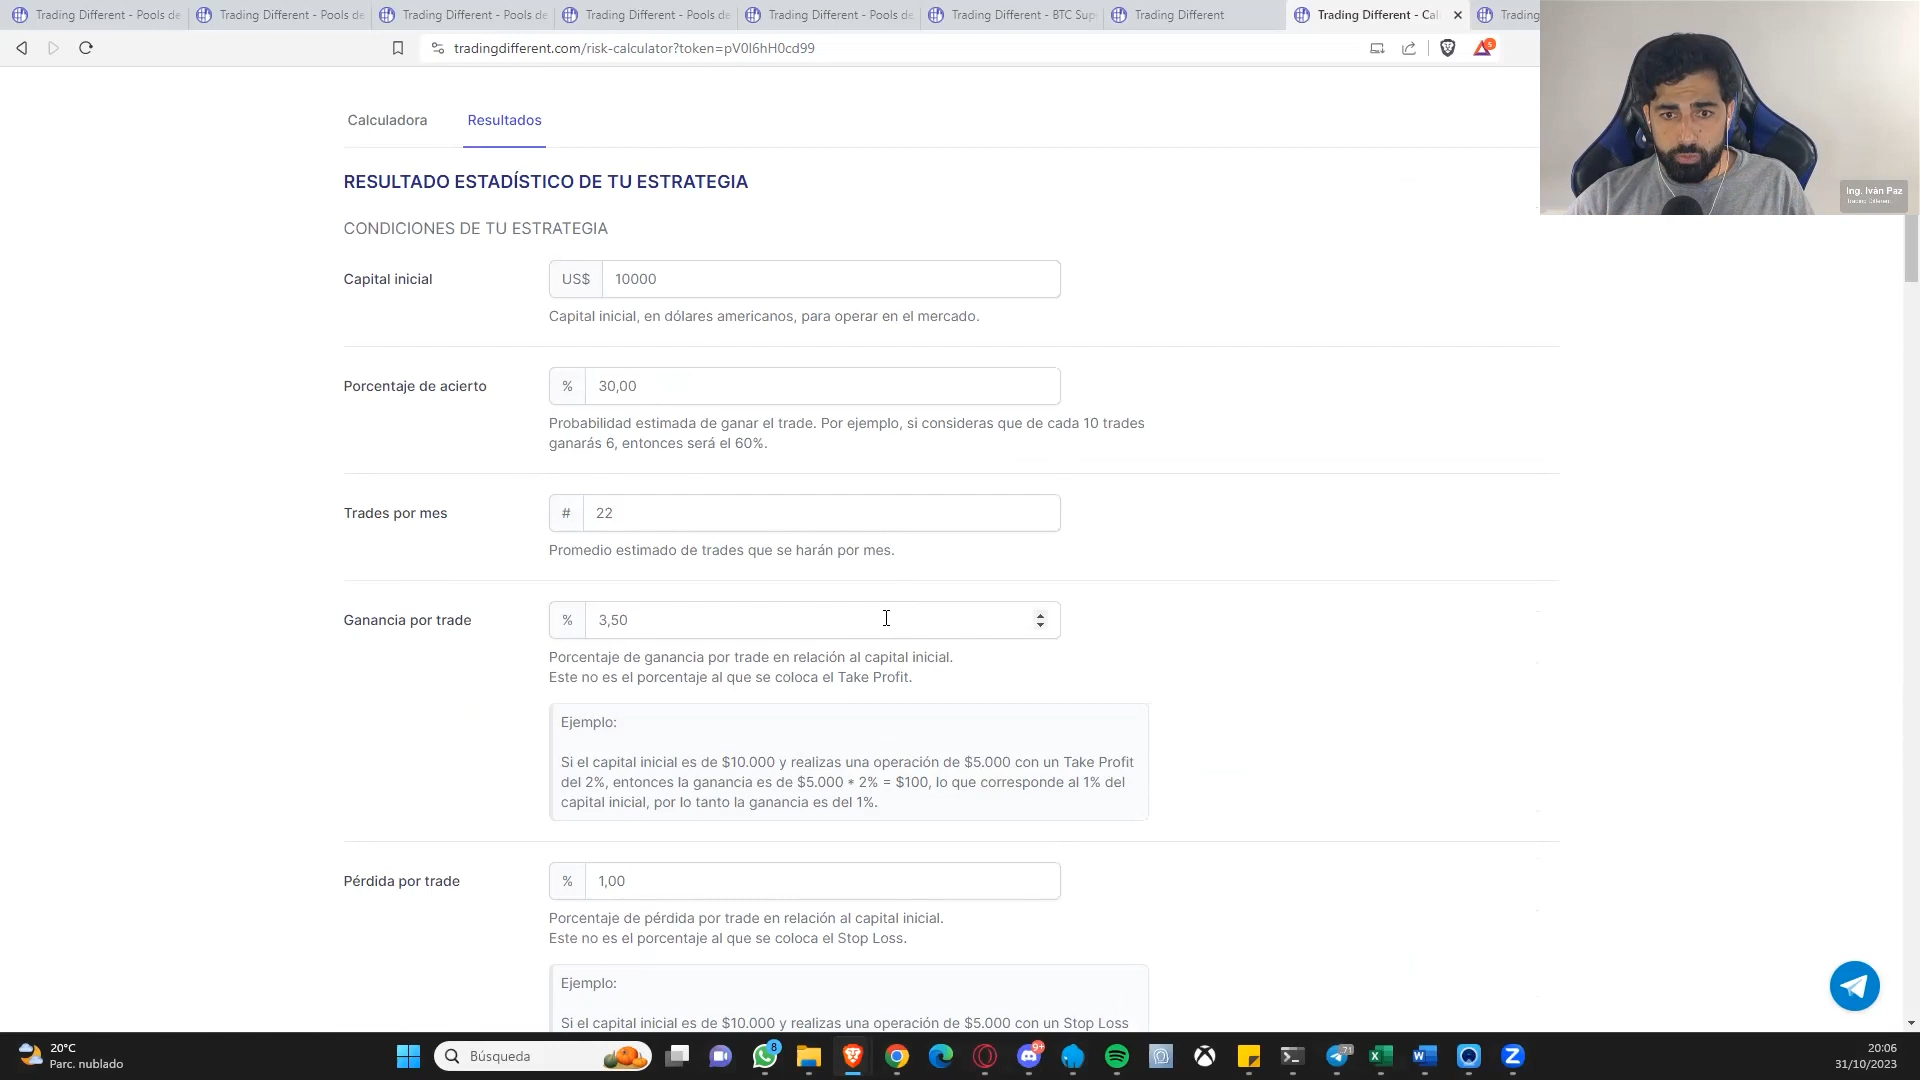 Trading Different - Pools de
Trading Different - Pools de
Trading Different - Pools de
Trading Different - Pools de
Trading Different - Pools de
Trading Different - BTC Sup
Trading Different
Trading Different - Cal
Trading
tradingdifferent.com/risk-calculator?token=pV0l6hH0cd99
5
Ing. Iván Paz
Trading Different
Calculadora
Resultados
RESULTADO ESTADÍSTICO DE TU ESTRATEGIA
CONDICIONES DE TU ESTRATEGIA
Capital inicial
US$
10000
Capital inicial, en dólares americanos, para operar en el mercado.
Porcentaje de acierto
%
30,00
Probabilidad estimada de ganar el trade. Por ejemplo, si consideras que de cada 10 trades
ganarás 6, entonces será el 60%.
Trades por mes
#
22
Promedio estimado de trades que se harán por mes.
Ganancia por trade
%
3,50
Porcentaje de ganancia por trade en relación al capital inicial.
Este no es el porcentaje al que se coloca el Take Profit.
Ejemplo:
Si el capital inicial es de $10.000 y realizas una operación de $5.000 con un Take Profit
del 2%, entonces la ganancia es de $5.000 * 2% = $100, lo que corresponde al 1% del
capital inicial, por lo tanto la ganancia es del 1%.
Pérdida por trade
%
1,00
Porcentaje de pérdida por trade en relación al capital inicial.
Este no es el porcentaje al que se coloca el Stop Loss.
Ejemplo:
Si el capital inicial es de $10.000 y realizas una operación de $5.000 con un Stop Loss
20°C
Parc. nublado
Búsqueda
8
9+
71
20:06
31/10/2023